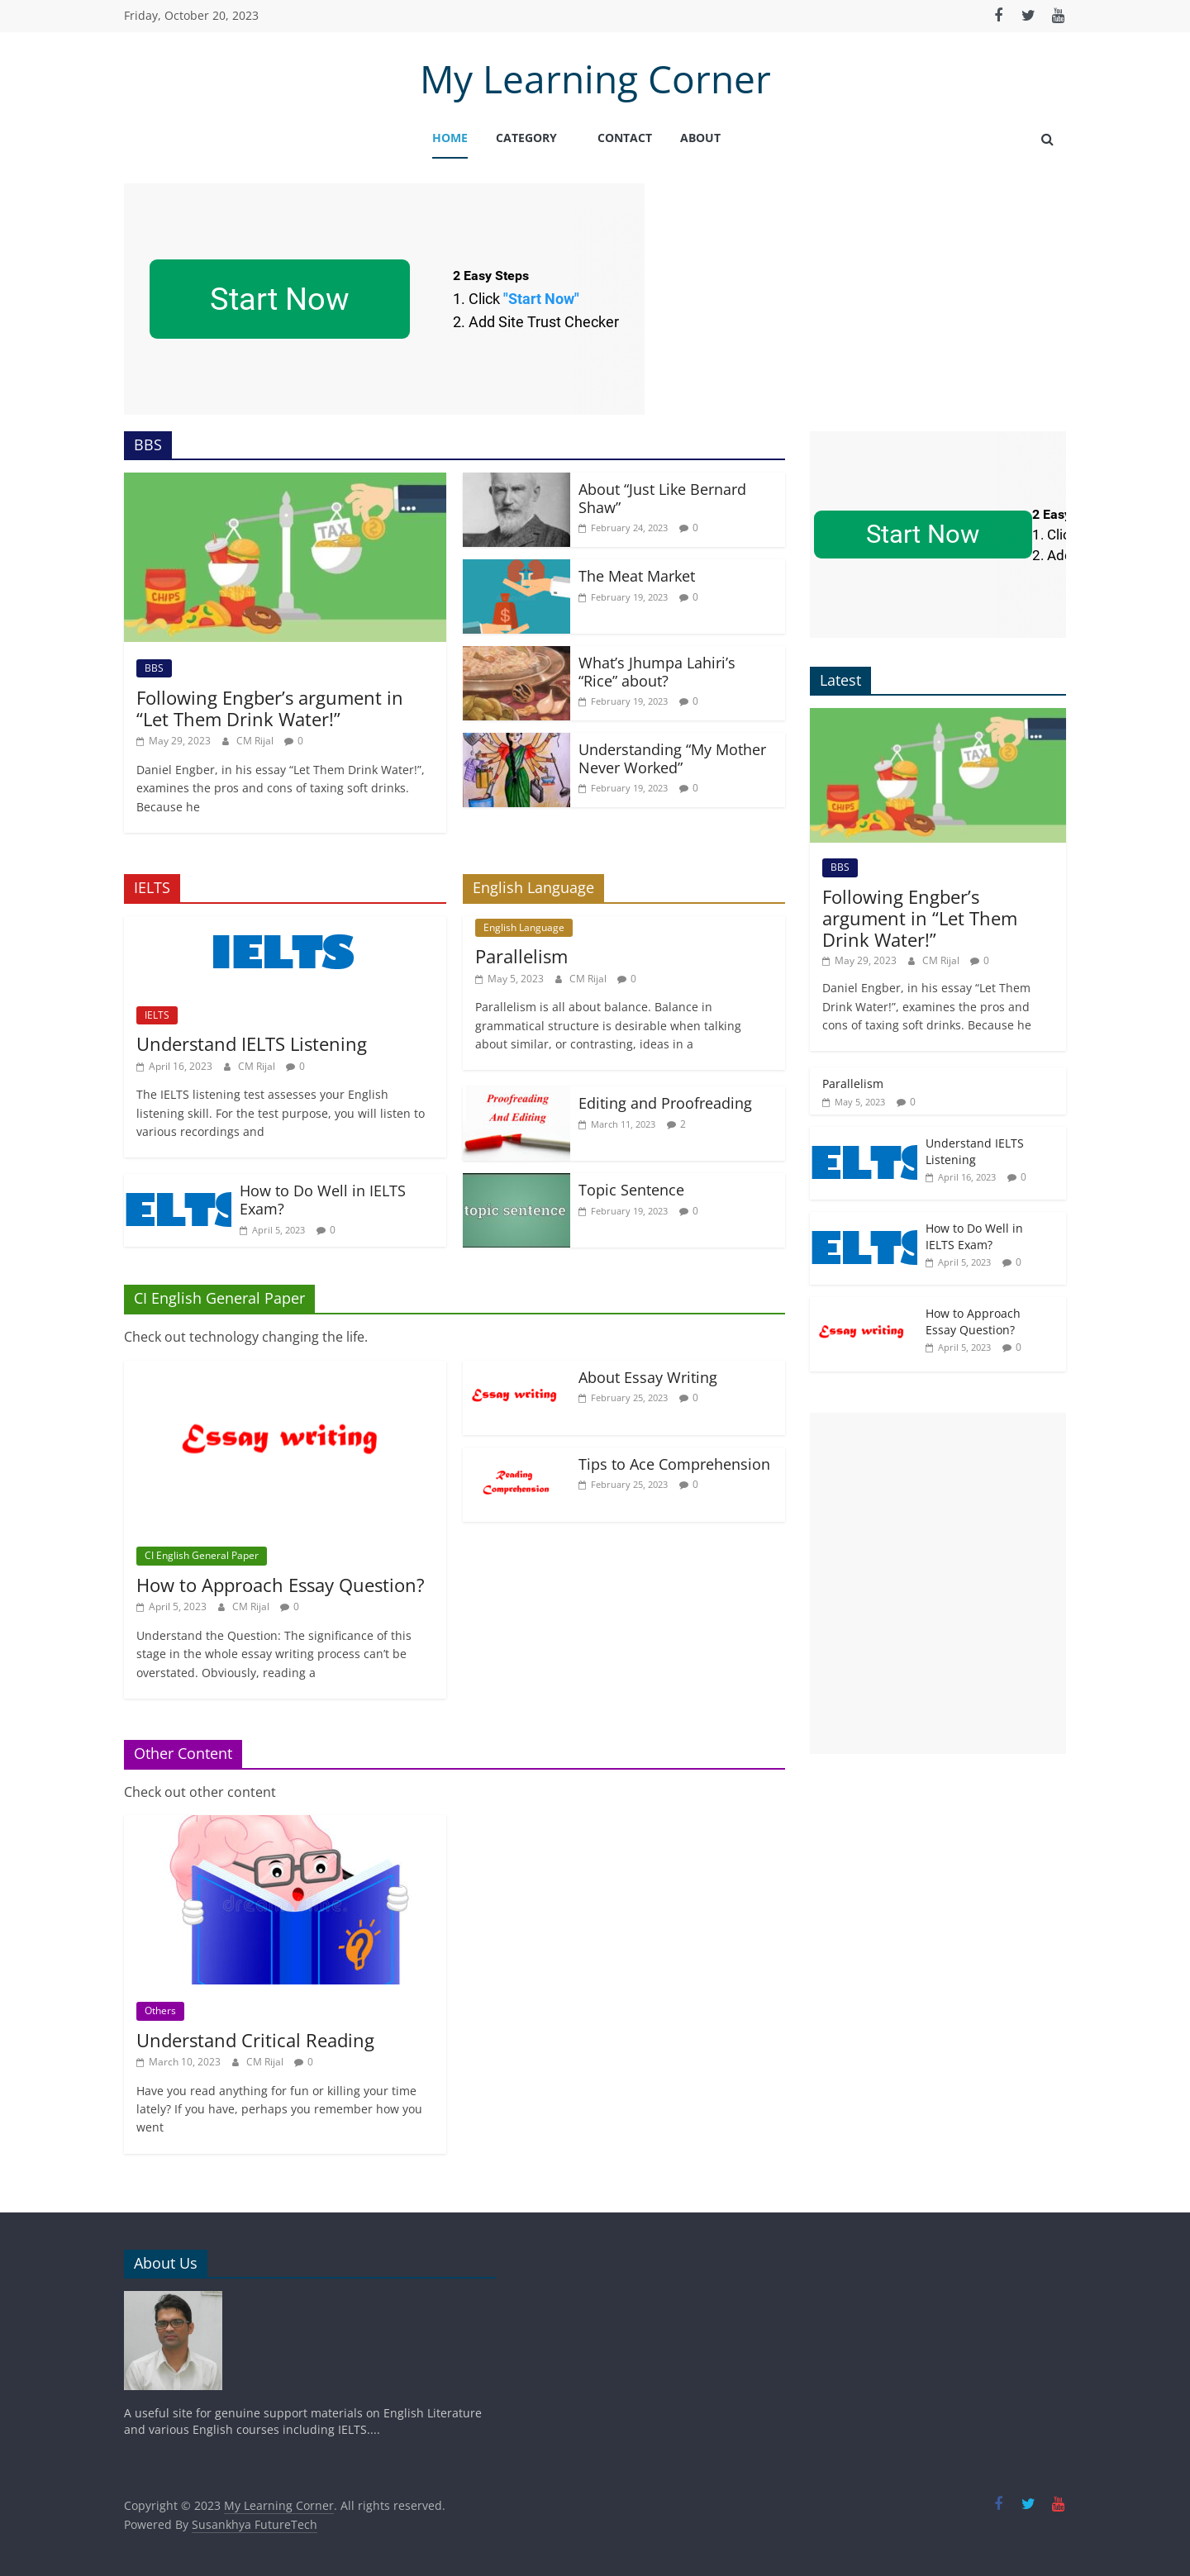 Friday, October 20, 2023
My Learning Corner
HOME
CATEGORY
CONTACT
ABOUT
Start Now
2 Easy Steps
1. Click "Start Now"
2. Add Site Trust Checker
BBS
TAX
CHIPS
BBS
Following Engber’s argument in
“Let Them Drink Water!”
May 29, 2023 CM Rijal 0
Daniel Engber, in his essay “Let Them Drink Water!”,
examines the pros and cons of taxing soft drinks.
Because he
About “Just Like Bernard
Shaw”
February 24, 2023 0
The Meat Market
February 19, 2023 0
What’s Jhumpa Lahiri’s
“Rice” about?
February 19, 2023 0
Understanding “My Mother
Never Worked”
February 19, 2023 0
IELTS
IELTS
IELTS
Understand IELTS Listening
April 16, 2023 CM Rijal 0
The IELTS listening test assesses your English
listening skill. For the test purpose, you will listen to
various recordings and
IELTS
How to Do Well in IELTS
Exam?
April 5, 2023 0
English Language
English Language
Parallelism
May 5, 2023 CM Rijal 0
Parallelism is all about balance. Balance in
grammatical structure is desirable when talking
about similar, or contrasting, ideas in a
Proofreading
And Editing
Editing and Proofreading
March 11, 2023 2
topic sentence
Topic Sentence
February 19, 2023 0
CI English General Paper
Check out technology changing the life.
Essay writing
CI English General Paper
How to Approach Essay Question?
April 5, 2023 CM Rijal 0
Understand the Question: The significance of this
stage in the whole essay writing process can’t be
overstated. Obviously, reading a
Essay writing
About Essay Writing
February 25, 2023 0
Reading
Comprehension
Tips to Ace Comprehension
February 25, 2023 0
Other Content
Check out other content
Others
Understand Critical Reading
March 10, 2023 CM Rijal 0
Have you read anything for fun or killing your time
lately? If you have, perhaps you remember how you
went
Start Now
2 Easy
1. Clic
2. Add
Latest
TAX
CHIPS
BBS
Following Engber’s
argument in “Let Them
Drink Water!”
May 29, 2023 CM Rijal 0
Daniel Engber, in his essay “Let Them
Drink Water!”, examines the pros and
cons of taxing soft drinks. Because he
Parallelism
May 5, 2023 0
IELTS
Understand IELTS
Listening
April 16, 2023 0
IELTS
How to Do Well in
IELTS Exam?
April 5, 2023 0
Essay writing
How to Approach
Essay Question?
April 5, 2023 0
About Us
A useful site for genuine support materials on English Literature
and various English courses including IELTS....
Copyright © 2023 My Learning Corner. All rights reserved.
Powered By Susankhya FutureTech